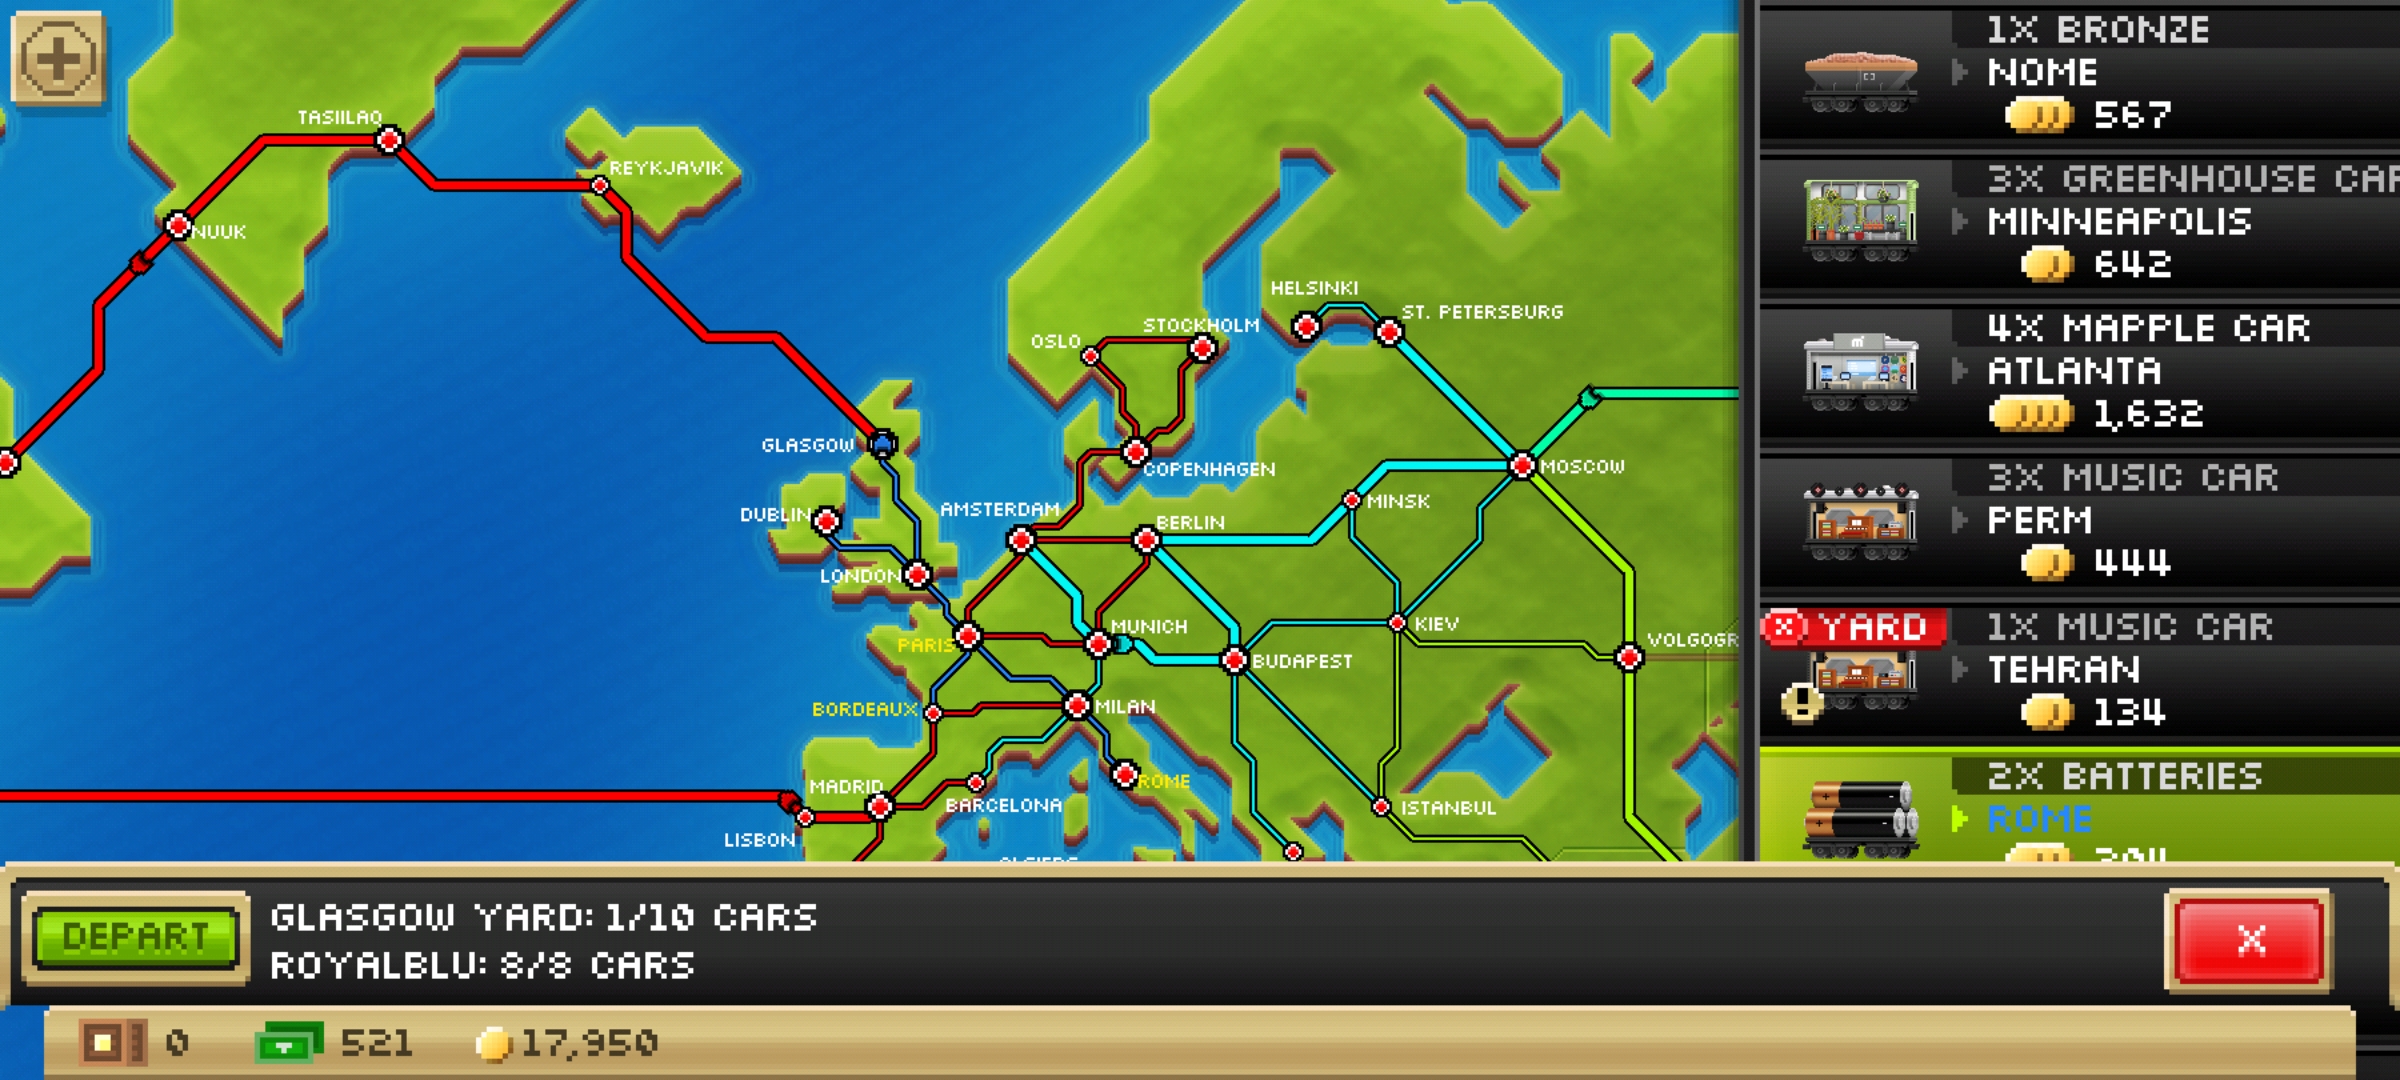 TASIILAQ
REYKJAVIK
NUUK
HELSINKI
ST. PETERSBURG
STOCKHOLM
OSLO
GLASGOW
MOSCOW
COPENHAGEN
MINSK
AMSTERDAM
DUBLIN
BERLIN
LONDON
MUNICH
KIEV
PARIS
VOLGOGR
BUDAPEST
BORDEAUX
MILAN
MADRID
ROME
BARCELONA
ISTANBUL
LISBON
1X BRONZE
NOME
567
3X GREENHOUSE CAR
MINNEAPOLIS
642
4X MAPPLE CAR
ATLANTA
1,632
3X MUSIC CAR
PERM
444
YARD
1X MUSIC CAR
TEHRAN
134
2X BATTERIES
ROME
DEPART
GLASGOW YARD: 1/10 CARS
ROYALBLU: 8/8 CARS
X
0
521
17,950